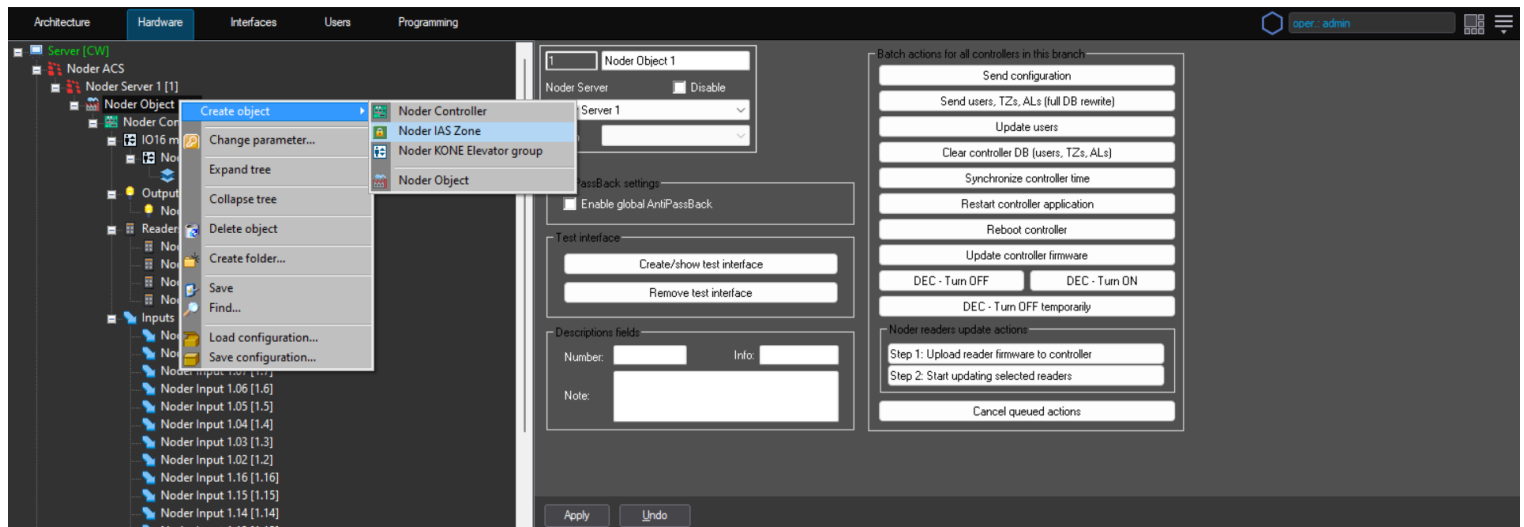 Architecture Hardware Interfaces Users Programming oper.: admin
Server [CW]
Noder ACS
Noder Server 1 [1]
Noder Object
Noder Con
IO16 m
Output
Reader
Inputs
Noder Input 1.06 [1.6]
Noder Input 1.05 [1.5]
Noder Input 1.04 [1.4]
Noder Input 1.03 [1.3]
Noder Input 1.02 [1.2]
Noder Input 1.16 [1.16]
Noder Input 1.15 [1.15]
Noder Input 1.14 [1.14]
Create object
Change parameter...
Expand tree
Collapse tree
Delete object
Create folder...
Save
Find...
Load configuration...
Save configuration...
Noder Controller
Noder IAS Zone
Noder KONE Elevator group
Noder Object
1 Noder Object 1
Noder Server Disable
Server 1
PassBack settings
Enable global AntiPassBack
Test interface
Create/show test interface
Remove test interface
Descriptions fields
Number: Info:
Note:
Batch actions for all controllers in this branch
Send configuration
Send users, TZs, ALs (full DB rewrite)
Update users
Clear controller DB (users, TZs, ALs)
Synchronize controller time
Restart controller application
Reboot controller
Update controller firmware
DEC - Turn OFF DEC - Turn ON
DEC - Turn OFF temporarily
Noder readers update actions
Step 1: Upload reader firmware to controller
Step 2: Start updating selected readers
Cancel queued actions
Apply Undo